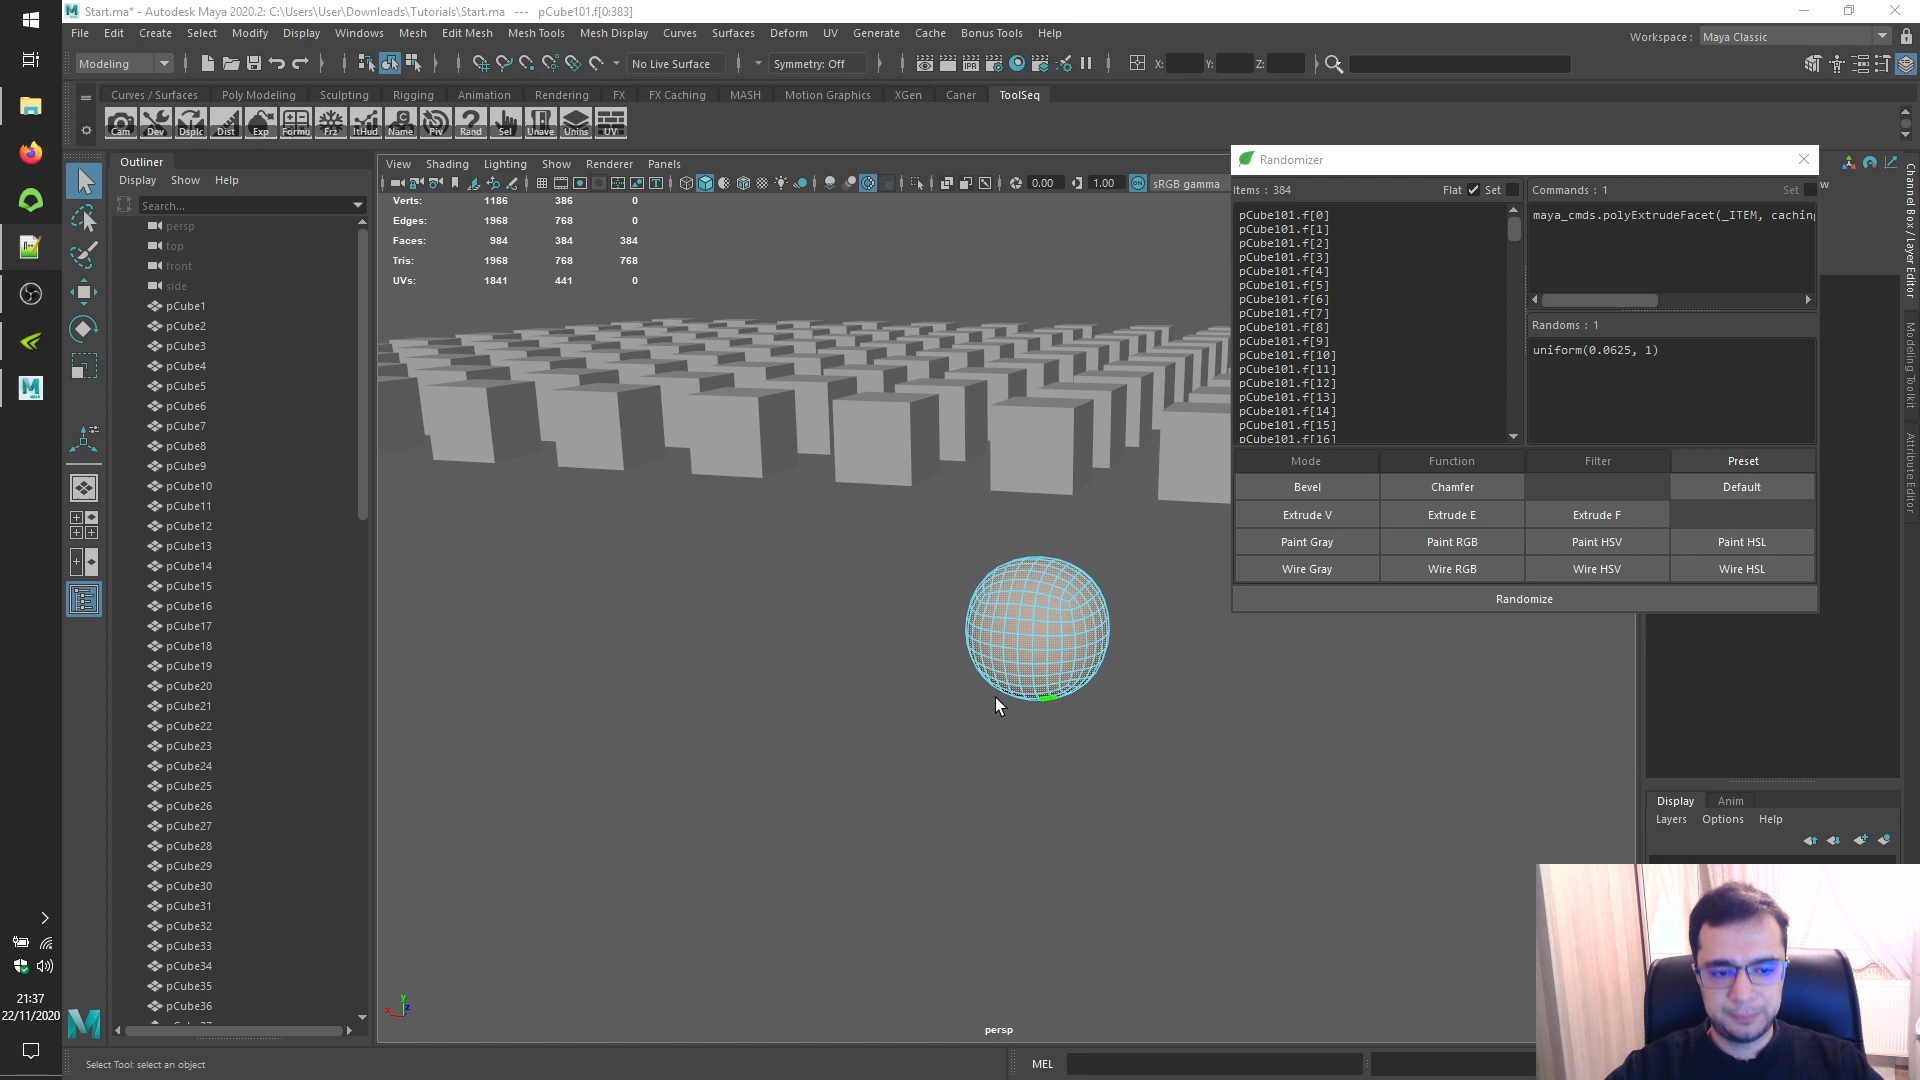 Start.ma* - Autodesk Maya 2020.2: C:\Users\User\Downloads\Tutorials\Start.ma --- pCube101.f[0:383]
File Edit Create Select Modify Display Windows Mesh Edit Mesh Mesh Tools Mesh Display Curves Surfaces Deform UV Generate Cache Bonus Tools Help
Workspace : Maya Classic
Modeling No Live Surface Symmetry: Off X: Y: Z:
Curves / Surfaces Poly Modeling Sculpting Rigging Animation Rendering FX FX Caching MASH Motion Graphics XGen Caner ToolSeq
Cam Dev Dsplc Dist Exp Formu Frz ItHud Name Piv Rand Sel Unave Unins UV
Outliner
Display Show Help
Search...
persp
top
front
side
pCube1
pCube2
pCube3
pCube4
pCube5
pCube6
pCube7
pCube8
pCube9
pCube10
pCube11
pCube12
pCube13
pCube14
pCube15
pCube16
pCube17
pCube18
pCube19
pCube20
pCube21
pCube22
pCube23
pCube24
pCube25
pCube26
pCube27
pCube28
pCube29
pCube30
pCube31
pCube32
pCube33
pCube34
pCube35
pCube36
View Shading Lighting Show Renderer Panels
0.00 1.00 ON sRGB gamma
Verts: 1186 386 0
Edges: 1968 768 0
Faces: 984 384 384
Tris: 1968 768 768
UVs: 1841 441 0
y
x z
persp
Randomizer
Items : 384 Flat Set
pCube101.f[0]
pCube101.f[1]
pCube101.f[2]
pCube101.f[3]
pCube101.f[4]
pCube101.f[5]
pCube101.f[6]
pCube101.f[7]
pCube101.f[8]
pCube101.f[9]
pCube101.f[10]
pCube101.f[11]
pCube101.f[12]
pCube101.f[13]
pCube101.f[14]
pCube101.f[15]
pCube101.f[16]
Commands : 1 Set
maya_cmds.polyExtrudeFacet(_ITEM, caching
Randoms : 1
uniform(0.0625, 1)
Mode Function Filter Preset
Bevel Chamfer Default
Extrude V Extrude E Extrude F
Paint Gray Paint RGB Paint HSV Paint HSL
Wire Gray Wire RGB Wire HSV Wire HSL
Randomize
w
Channel Box / Layer Editor
Modeling Toolkit
Attribute Editor
Display Anim
Layers Options Help
21:37
22/11/2020
Select Tool: select an object
MEL